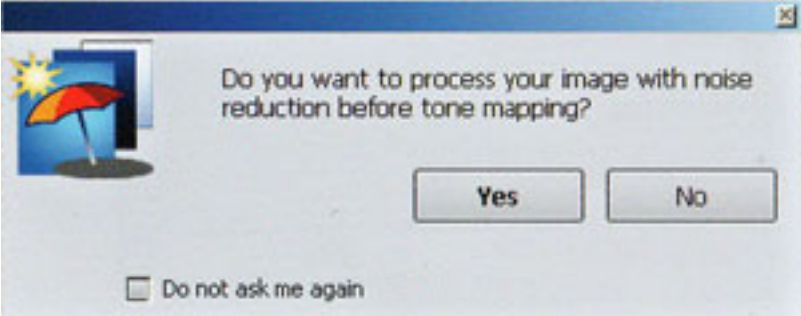 Do you want to process your image with noise
reduction before tone mapping?
Yes
No
Do not ask me again